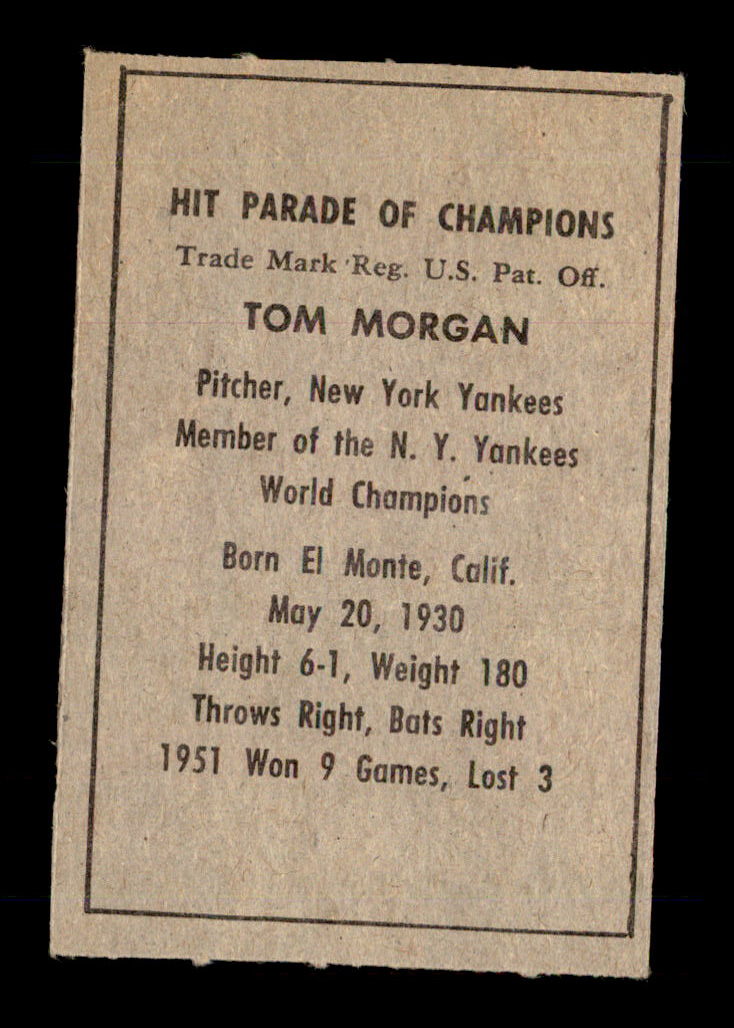 HIT PARADE OF CHAMPIONS
Trade Mark Reg. U.S. Pat. Off.
TOM MORGAN
Pitcher, New York Yankees
Member of the N. Y. Yankees
World Champions
Born El Monte, Calif.
May 20, 1930
Height 6-1, Weight 180
Throws Right, Bats Right
1951 Won 9 Games, Lost 3